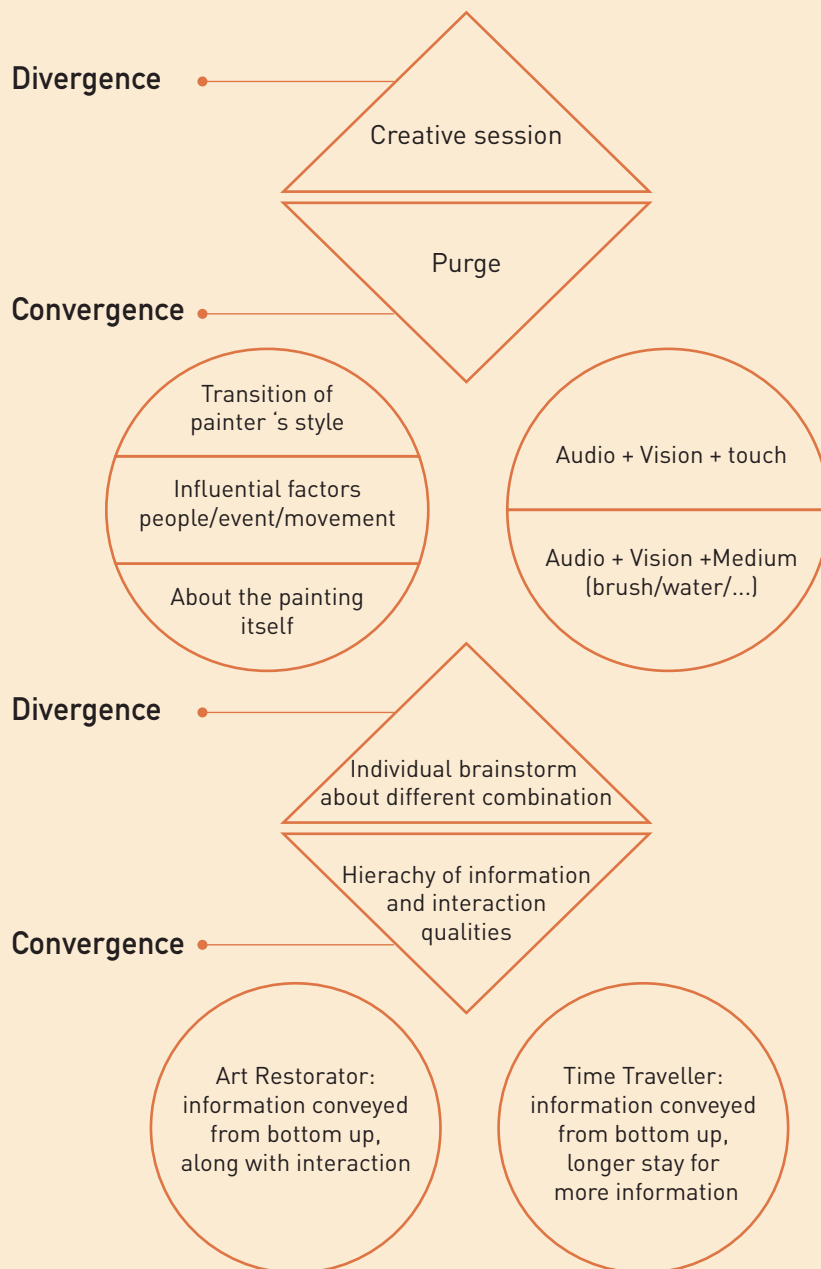 Divergence
Creative session
Purge
Convergence
Transition of
painter ‘s style
Influential factors
people/event/movement
About the painting
itself
Audio + Vision + touch
Audio + Vision +Medium
(brush/water/...)
Divergence
Individual brainstorm
about different combination
Hierachy of information
and interaction
qualities
Convergence
Art Restorator:
information conveyed
from bottom up,
along with interaction
Time Traveller:
information conveyed
from bottom up,
longer stay for
more information